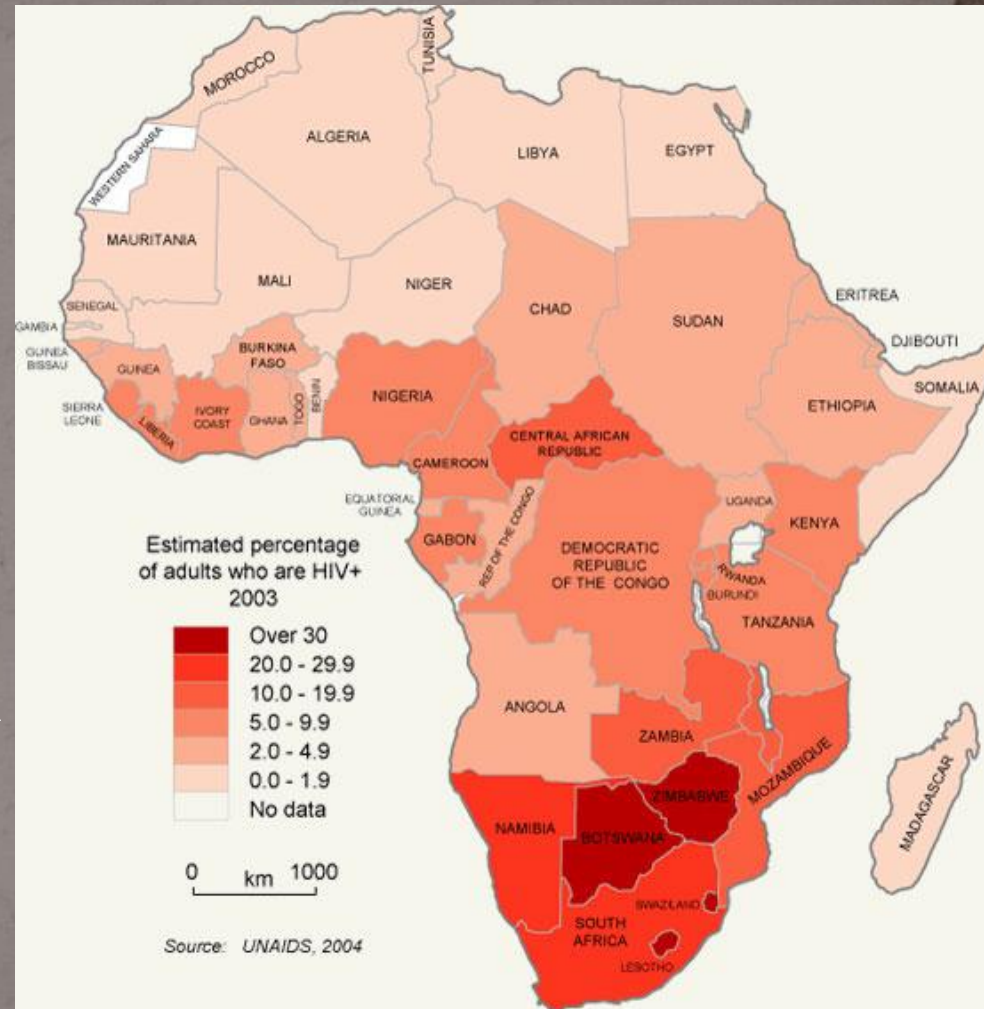 MOROCCO
TUNISIA
ALGERIA
LIBYA
EGYPT
WESTERN SAHARA
MAURITANIA
MALI
NIGER
CHAD
SUDAN
ERITREA
DJIBOUTI
SOMALIA
ETHIOPIA
SENEGAL
GAMBIA
GUINEA
BISSAU
GUINEA
SIERRA
LEONE
LIBERIA
IVORY
COAST
BURKINA
FASO
GHANA
TOGO
BENIN
NIGERIA
CAMEROON
CENTRAL AFRICAN
REPUBLIC
EQUATORIAL
GUINEA
GABON
REP OF THE CONGO
DEMOCRATIC
REPUBLIC
OF THE CONGO
UGANDA
KENYA
RWANDA
BURUNDI
TANZANIA
ANGOLA
ZAMBIA
MOZAMBIQUE
MADAGASCAR
NAMIBIA
BOTSWANA
ZIMBABWE
SWAZILAND
SOUTH
AFRICA
LESOTHO
Estimated percentage
of adults who are HIV+
2003
Over 30
20.0 - 29.9
10.0 - 19.9
5.0 - 9.9
2.0 - 4.9
0.0 - 1.9
No data
0 km 1000
Source: UNAIDS, 2004